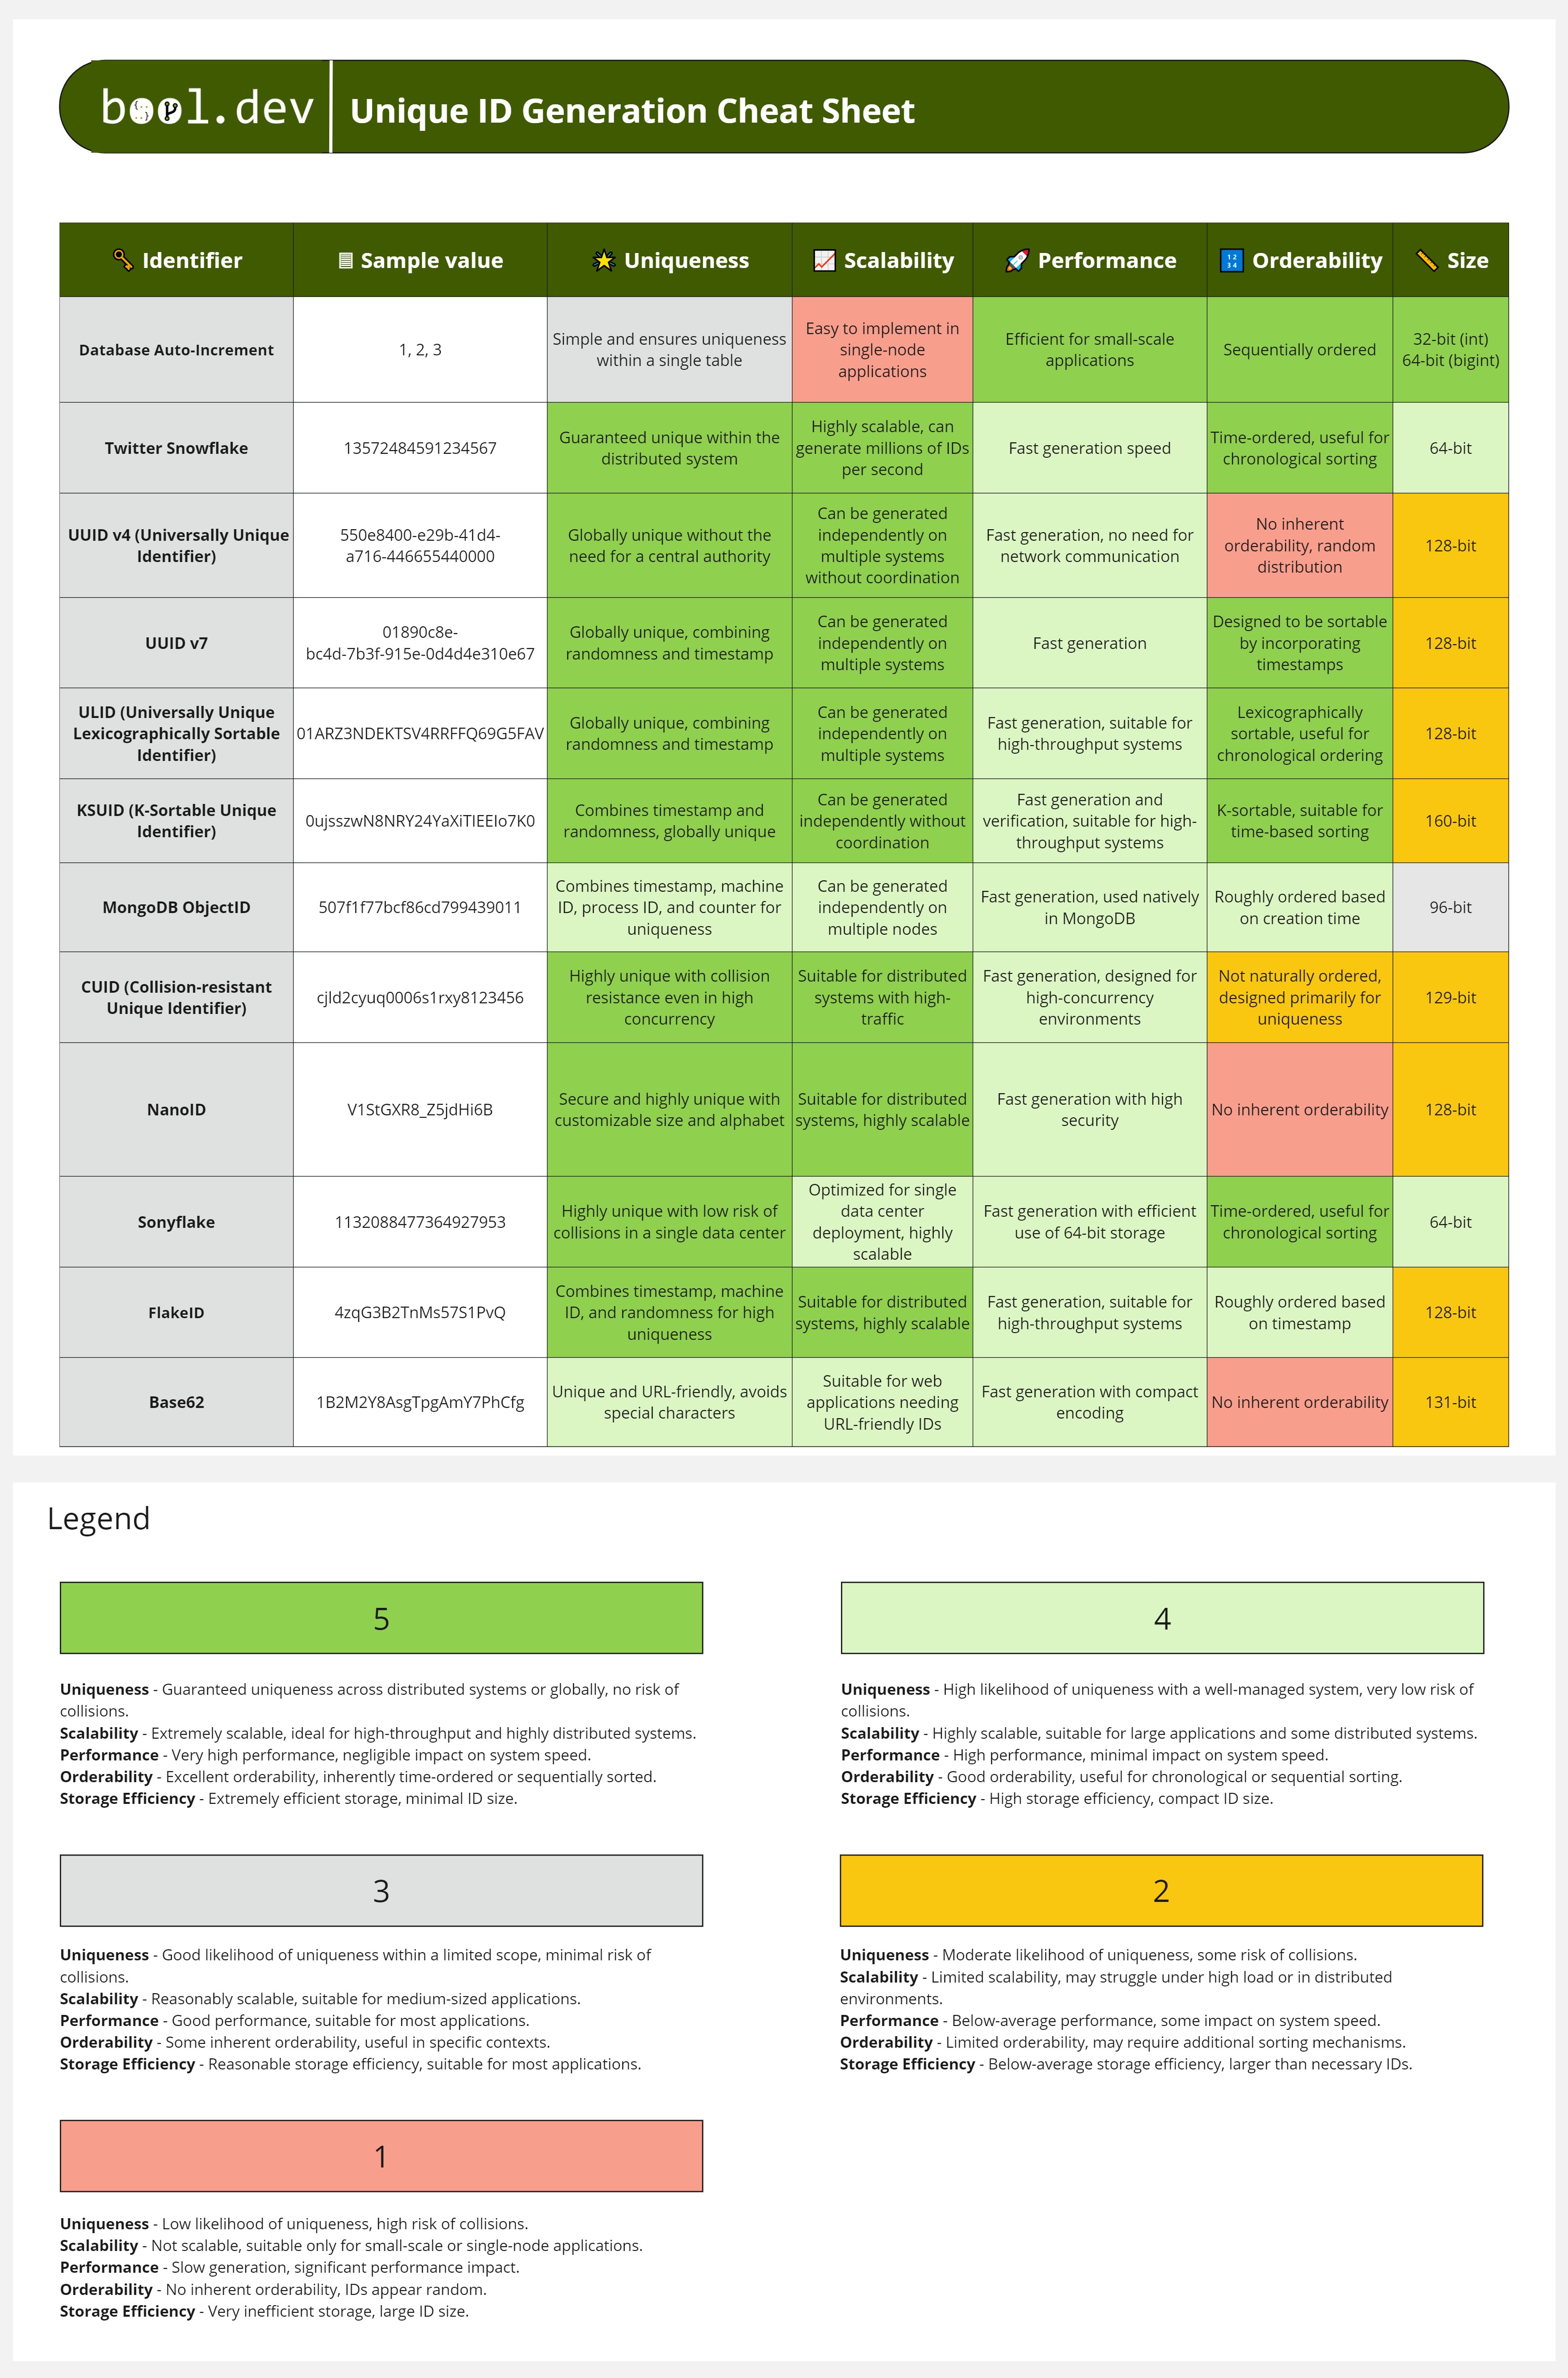 bool.dev
Unique ID Generation Cheat Sheet
Identifier
Sample value
Uniqueness
Scalability
Performance
Orderability
Size
Database Auto-Increment
1, 2, 3
Simple and ensures uniqueness
within a single table
Easy to implement in
single-node
applications
Efficient for small-scale
applications
Sequentially ordered
32-bit (int)
64-bit (bigint)
Twitter Snowflake
13572484591234567
Guaranteed unique within the
distributed system
Highly scalable, can
generate millions of IDs
per second
Fast generation speed
Time-ordered, useful for
chronological sorting
64-bit
UUID v4 (Universally Unique
Identifier)
550e8400-e29b-41d4-
a716-446655440000
Globally unique without the
need for a central authority
Can be generated
independently on
multiple systems
without coordination
Fast generation, no need for
network communication
No inherent
orderability, random
distribution
128-bit
UUID v7
01890c8e-
bc4d-7b3f-915e-0d4d4e310e67
Globally unique, combining
randomness and timestamp
Can be generated
independently on
multiple systems
Fast generation
Designed to be sortable
by incorporating
timestamps
128-bit
ULID (Universally Unique
Lexicographically Sortable
Identifier)
01ARZ3NDEKTSV4RRFFQ69G5FAV
Globally unique, combining
randomness and timestamp
Can be generated
independently on
multiple systems
Fast generation, suitable for
high-throughput systems
Lexicographically
sortable, useful for
chronological ordering
128-bit
KSUID (K-Sortable Unique
Identifier)
0ujsszwN8NRY24YaXiTIEEIo7K0
Combines timestamp and
randomness, globally unique
Can be generated
independently without
coordination
Fast generation and
verification, suitable for high-
throughput systems
K-sortable, suitable for
time-based sorting
160-bit
MongoDB ObjectID
507f1f77bcf86cd799439011
Combines timestamp, machine
ID, process ID, and counter for
uniqueness
Can be generated
independently on
multiple nodes
Fast generation, used natively
in MongoDB
Roughly ordered based
on creation time
96-bit
CUID (Collision-resistant
Unique Identifier)
cjld2cyuq0006s1rxy8123456
Highly unique with collision
resistance even in high
concurrency
Suitable for distributed
systems with high-
traffic
Fast generation, designed for
high-concurrency
environments
Not naturally ordered,
designed primarily for
uniqueness
129-bit
NanoID
V1StGXR8_Z5jdHi6B
Secure and highly unique with
customizable size and alphabet
Suitable for distributed
systems, highly scalable
Fast generation with high
security
No inherent orderability
128-bit
Sonyflake
1132088477364927953
Highly unique with low risk of
collisions in a single data center
Optimized for single
data center
deployment, highly
scalable
Fast generation with efficient
use of 64-bit storage
Time-ordered, useful for
chronological sorting
64-bit
FlakeID
4zqG3B2TnMs57S1PvQ
Combines timestamp, machine
ID, and randomness for high
uniqueness
Suitable for distributed
systems, highly scalable
Fast generation, suitable for
high-throughput systems
Roughly ordered based
on timestamp
128-bit
Base62
1B2M2Y8AsgTpgAmY7PhCfg
Unique and URL-friendly, avoids
special characters
Suitable for web
applications needing
URL-friendly IDs
Fast generation with compact
encoding
No inherent orderability
131-bit
Legend
5
Uniqueness - Guaranteed uniqueness across distributed systems or globally, no risk of
collisions.
Scalability - Extremely scalable, ideal for high-throughput and highly distributed systems.
Performance - Very high performance, negligible impact on system speed.
Orderability - Excellent orderability, inherently time-ordered or sequentially sorted.
Storage Efficiency - Extremely efficient storage, minimal ID size.
4
Uniqueness - High likelihood of uniqueness with a well-managed system, very low risk of
collisions.
Scalability - Highly scalable, suitable for large applications and some distributed systems.
Performance - High performance, minimal impact on system speed.
Orderability - Good orderability, useful for chronological or sequential sorting.
Storage Efficiency - High storage efficiency, compact ID size.
3
Uniqueness - Good likelihood of uniqueness within a limited scope, minimal risk of
collisions.
Scalability - Reasonably scalable, suitable for medium-sized applications.
Performance - Good performance, suitable for most applications.
Orderability - Some inherent orderability, useful in specific contexts.
Storage Efficiency - Reasonable storage efficiency, suitable for most applications.
2
Uniqueness - Moderate likelihood of uniqueness, some risk of collisions.
Scalability - Limited scalability, may struggle under high load or in distributed
environments.
Performance - Below-average performance, some impact on system speed.
Orderability - Limited orderability, may require additional sorting mechanisms.
Storage Efficiency - Below-average storage efficiency, larger than necessary IDs.
1
Uniqueness - Low likelihood of uniqueness, high risk of collisions.
Scalability - Not scalable, suitable only for small-scale or single-node applications.
Performance - Slow generation, significant performance impact.
Orderability - No inherent orderability, IDs appear random.
Storage Efficiency - Very inefficient storage, large ID size.